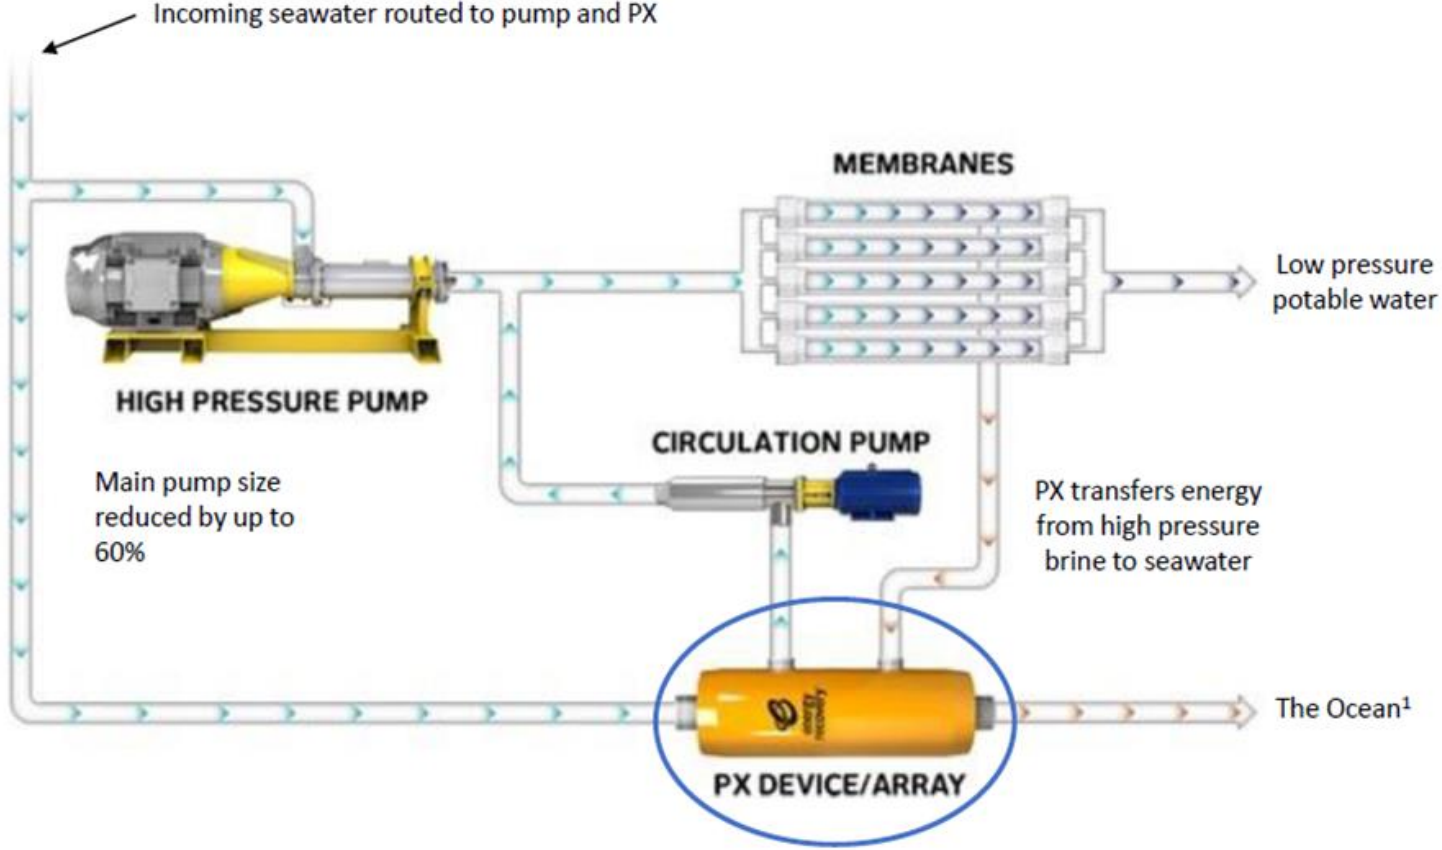 Incoming seawater routed to pump and PX
MEMBRANES
Low pressure
potable water
HIGH PRESSURE PUMP
CIRCULATION PUMP
Main pump size
reduced by up to
60%
PX transfers energy
from high pressure
brine to seawater
energy
recovery
The Ocean¹
PX DEVICE/ARRAY